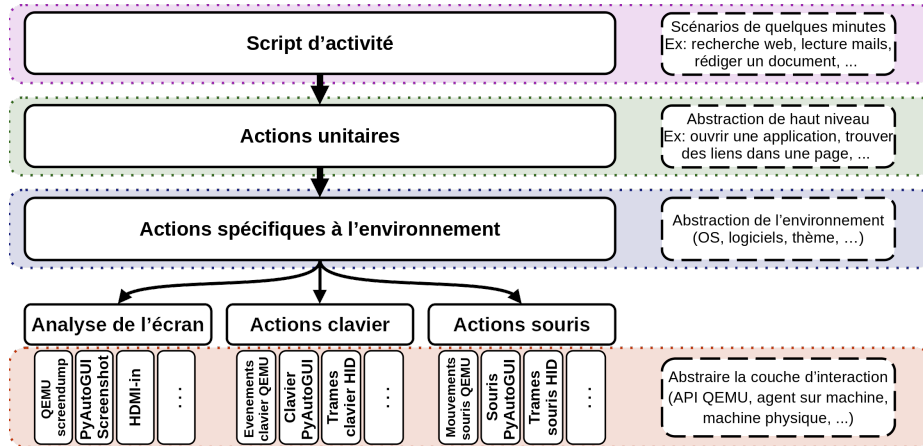 Script d’activité
Scénarios de quelques minutes
Ex: recherche web, lecture mails,
rédiger un document, ...
Actions unitaires
Abstraction de haut niveau
Ex: ouvrir une application, trouver
des liens dans une page, ...
Actions spécifiques à l’environnement
Abstraction de l’environnement
(OS, logiciels, thème, …)
Analyse de l’écran
Actions clavier
Actions souris
QEMU
screendump
PyAutoGUI
Screenshot
HDMI-in
...
Evenements
clavier QEMU
Clavier
PyAutoGUI
Trames
clavier HID
...
Mouvements
souris QEMU
Souris
PyAutoGUI
Trames
souris HID
...
Abstraire la couche d’interaction
(API QEMU, agent sur machine,
machine physique, ...)